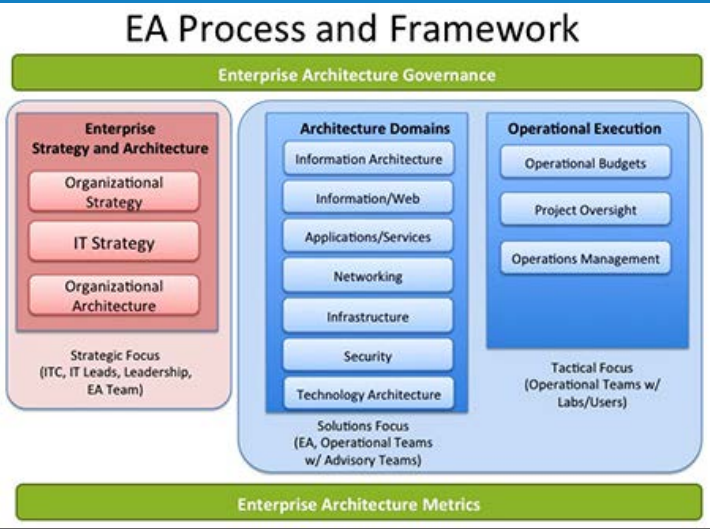 EA Process and Framework
Enterprise Architecture Governance
Enterprise
Strategy and Architecture
Organizational
Strategy
IT Strategy
Organizational
Architecture
Strategic Focus
(ITC, IT Leads, Leadership,
EA Team)
Architecture Domains
Information Architecture
Information/Web
Applications/Services
Networking
Infrastructure
Security
Technology Architecture
Solutions Focus
(EA, Operational Teams
w/ Advisory Teams)
Operational Execution
Operational Budgets
Project Oversight
Operations Management
Tactical Focus
(Operational Teams w/
Labs/Users)
Enterprise Architecture Metrics